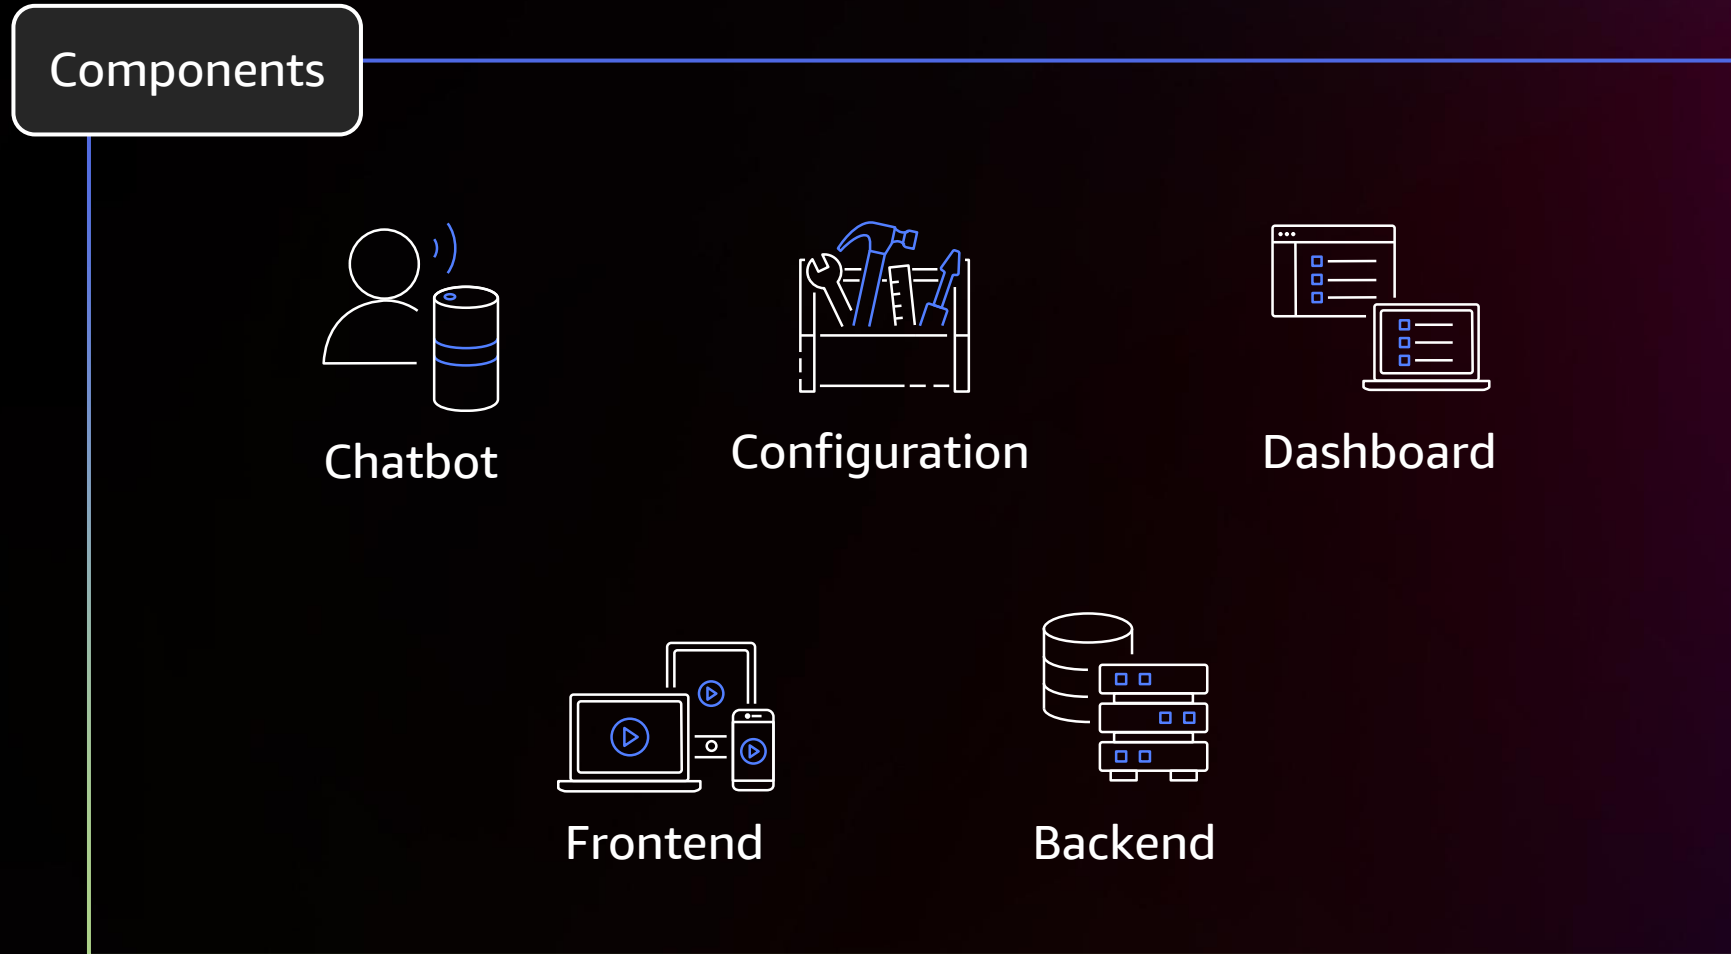 Components
Chatbot
Configuration
Dashboard
Frontend
Backend